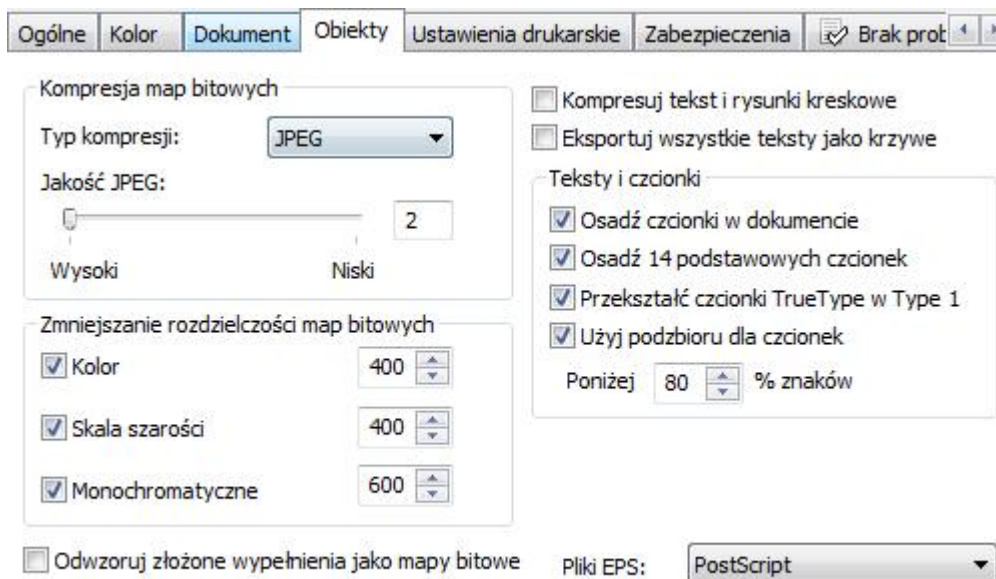 Ogólne Kolor Dokument Obiekty Ustawienia drukarskie Zabezpieczenia Brak prob
Kompresja map bitowych
Typ kompresji: JPEG
Jakość JPEG:
2
Wysoki Niski
Zmniejszanie rozdzielczości map bitowych
Kolor 400
Skala szarości 400
Monochromatyczne 600
Odwzoruj złożone wypełnienia jako mapy bitowe
Kompresuj tekst i rysunki kreskowe
Eksportuj wszystkie teksty jako krzywe
Teksty i czcionki
Osadź czcionki w dokumencie
Osadź 14 podstawowych czcionek
Przekształć czcionki TrueType w Type 1
Użyj podzbioru dla czcionek
Poniżej 80 % znaków
Pliki EPS: PostScript